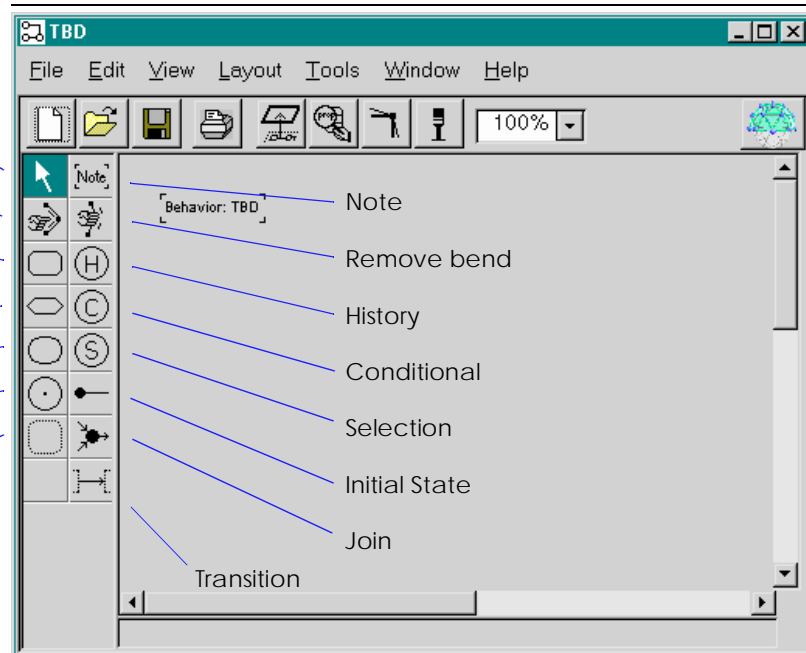 TBD
File Edit View Layout Tools Window Help
100%
Note
Behavior: TBD
Note
Remove bend
H
History
C
Conditional
S
Selection
Initial State
Join
Transition